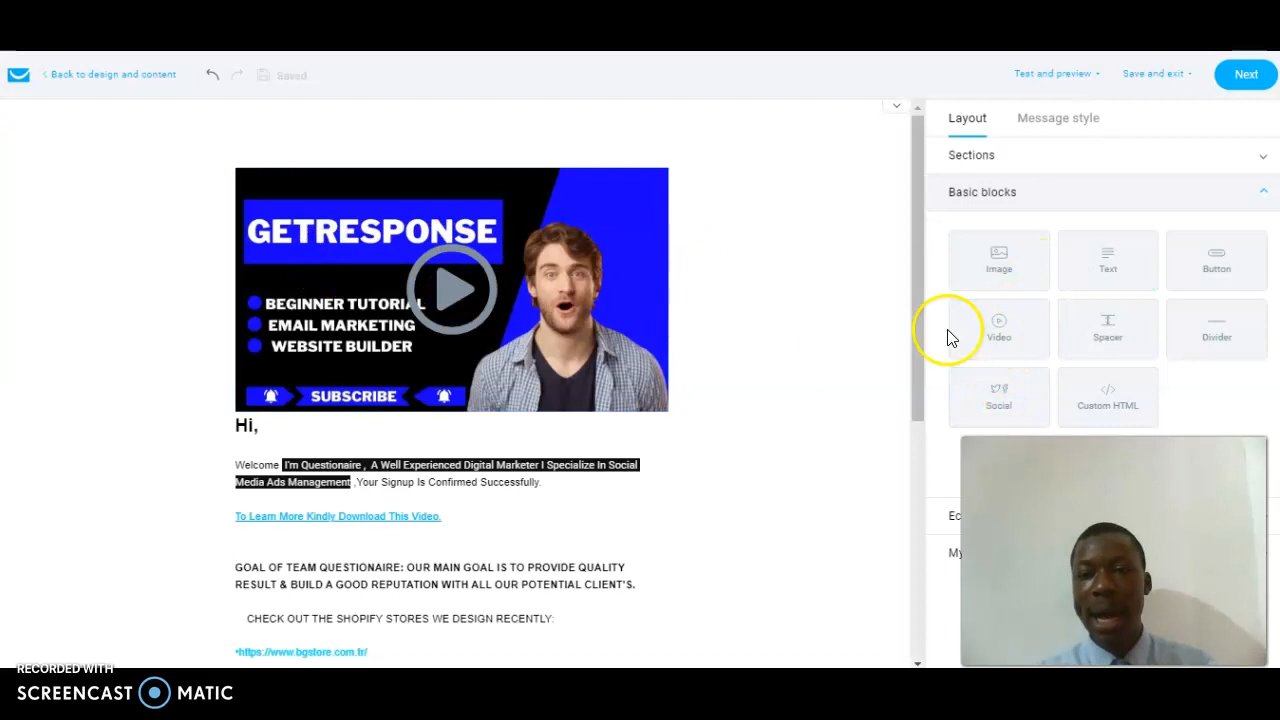 Back to design and content
Saved
Test and preview
Save and exit
Next
Layout
Message style
Sections
Basic blocks
Image
Text
Button
Video
Spacer
Divider
Social
Custom HTML
Ec
My
GETRESPONSE
BEGINNER TUTORIAL
EMAIL MARKETING
WEBSITE BUILDER
SUBSCRIBE
Hi,
Welcome I'm Questionaire , A Well Experienced Digital Marketer I Specialize In Social
Media Ads Management ,Your Signup Is Confirmed Successfully.
To Learn More Kindly Download This Video.
GOAL OF TEAM QUESTIONAIRE: OUR MAIN GOAL IS TO PROVIDE QUALITY
RESULT & BUILD A GOOD REPUTATION WITH ALL OUR POTENTIAL CLIENT'S.
CHECK OUT THE SHOPIFY STORES WE DESIGN RECENTLY:
•https://www.bgstore.com.tr/
RECORDED WITH
SCREENCAST MATIC